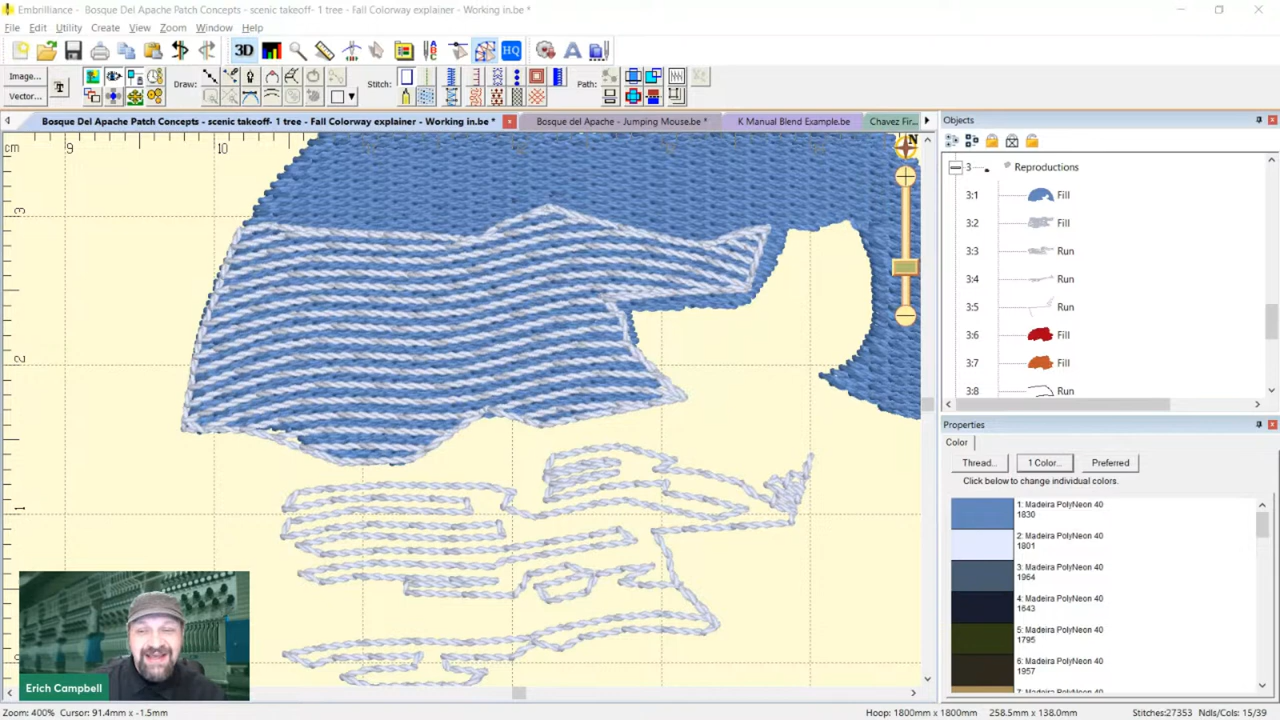 Embrilliance - Bosque Del Apache Patch Concepts - scenic takeoff- 1 tree - Fall Colorway explainer - Working in.be *
File Edit Utility Create View Zoom Window Help
3D
HQ
Image...
Draw:
Stitch:
Path:
Vector...
Bosque Del Apache Patch Concepts - scenic takeoff- 1 tree - Fall Colorway explainer - Working in.be *
Bosque del Apache - Jumping Mouse.be *
K Manual Blend Example.be
Chavez Fir...
Objects
cm
9
10
N
3
2
1
3
Reproductions
3:1 Fill
3:2 Fill
3:3 Run
3:4 Run
3:5 Run
3:6 Fill
3:7 Fill
3:8 Run
Properties
Color
Thread...
1 Color...
Preferred
Click below to change individual colors.
1: Madeira PolyNeon 40
1830
2: Madeira PolyNeon 40
1801
3: Madeira PolyNeon 40
1964
4: Madeira PolyNeon 40
1643
5: Madeira PolyNeon 40
1795
6: Madeira PolyNeon 40
1957
7: Madeira PolyNeon 40
Erich Campbell
Zoom: 400% Cursor: 91.4mm x -1.5mm
Hoop: 1800mm x 1800mm
258.5mm x 138.0mm
Stitches:27353
Ndls/Cols: 15/39